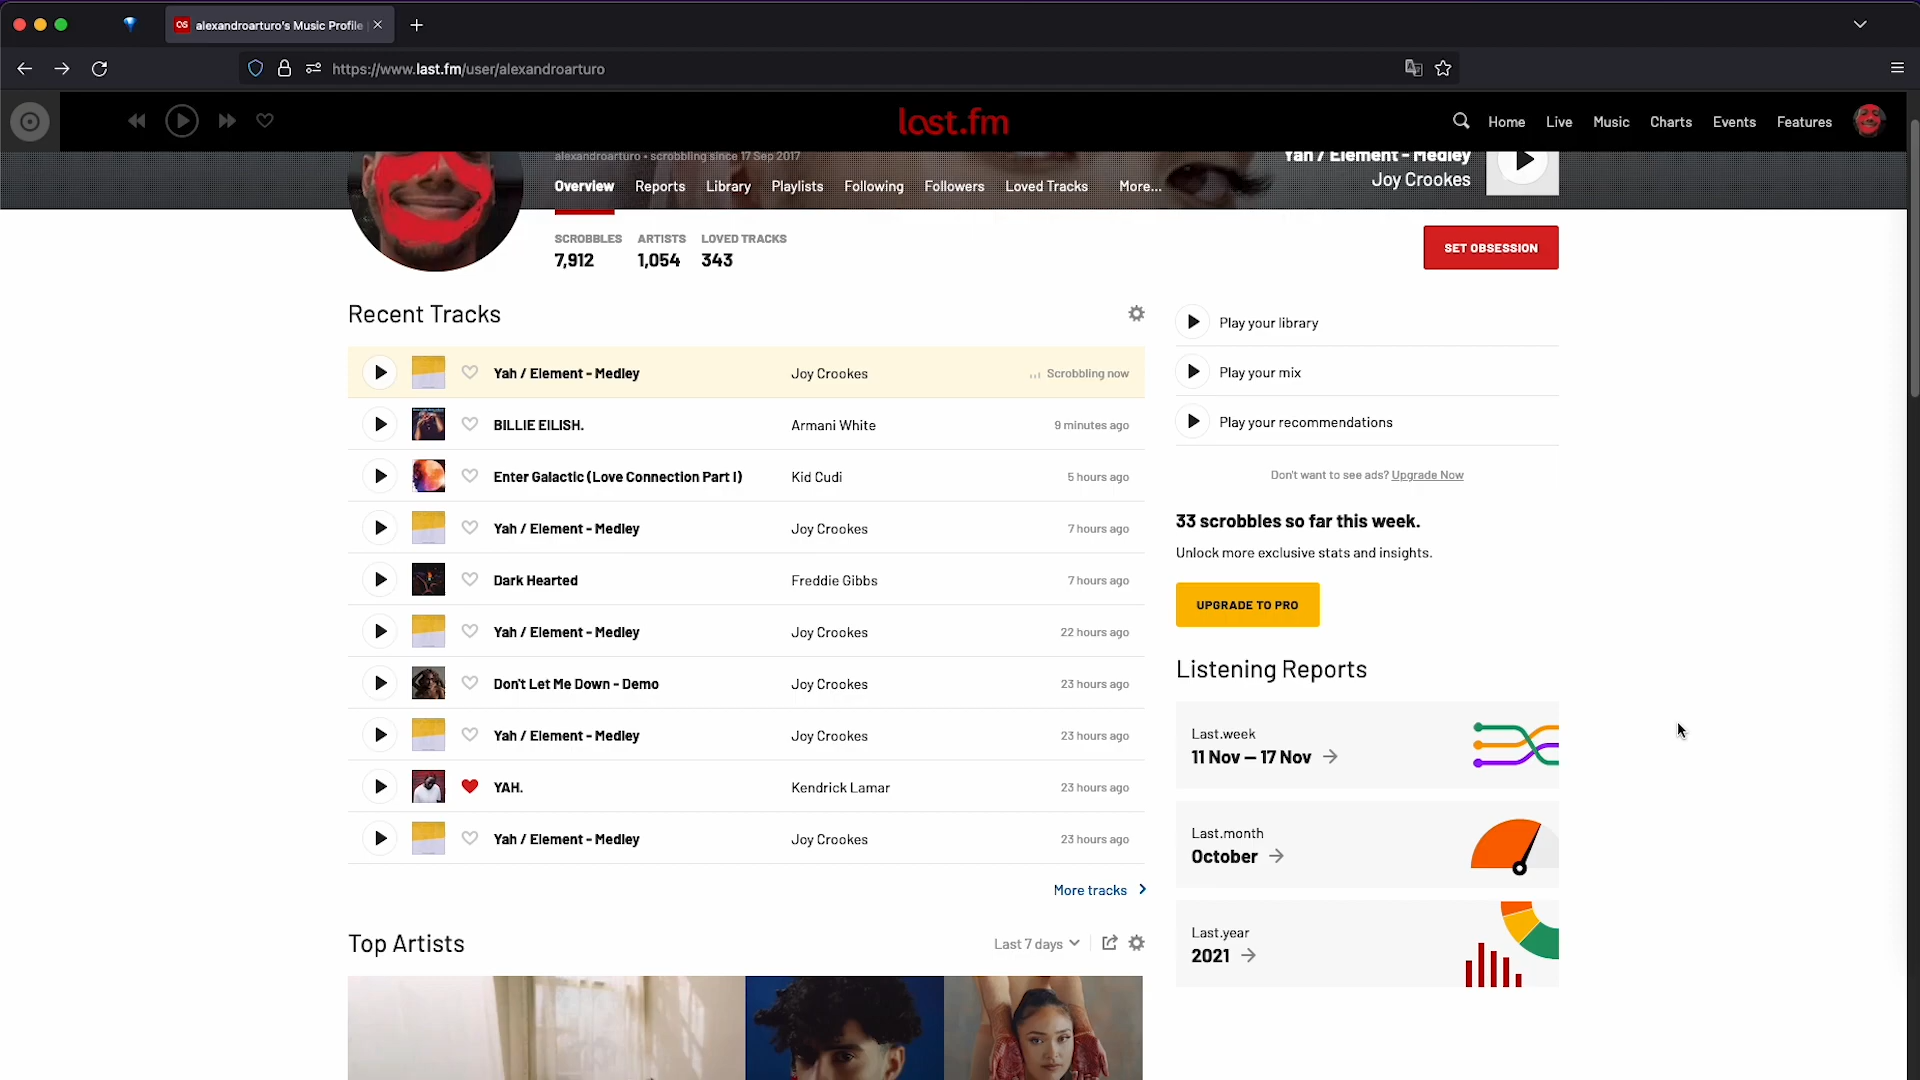 alexandroarturo's Music Profile
https://www.last.fm/user/alexandroarturo
last.fm
Home Live Music Charts Events Features
alexandroarturo • scrobbling since 17 Sep 2017
Yah / Element - Medley
Joy Crookes
Overview Reports Library Playlists Following Followers Loved Tracks More...
SCROBBLES ARTISTS LOVED TRACKS
7,912 1,054 343
SET OBSESSION
Recent Tracks
Yah / Element - Medley Joy Crookes Scrobbling now
BILLIE EILISH. Armani White 9 minutes ago
Enter Galactic (Love Connection Part I) Kid Cudi 5 hours ago
Yah / Element - Medley Joy Crookes 7 hours ago
Dark Hearted Freddie Gibbs 7 hours ago
Yah / Element - Medley Joy Crookes 22 hours ago
Don't Let Me Down - Demo Joy Crookes 23 hours ago
Yah / Element - Medley Joy Crookes 23 hours ago
YAH. Kendrick Lamar 23 hours ago
Yah / Element - Medley Joy Crookes 23 hours ago
More tracks
Top Artists
Last 7 days
Play your library
Play your mix
Play your recommendations
Don't want to see ads? Upgrade Now
33 scrobbles so far this week.
Unlock more exclusive stats and insights.
UPGRADE TO PRO
Listening Reports
Last.week
11 Nov — 17 Nov
Last.month
October
Last.year
2021